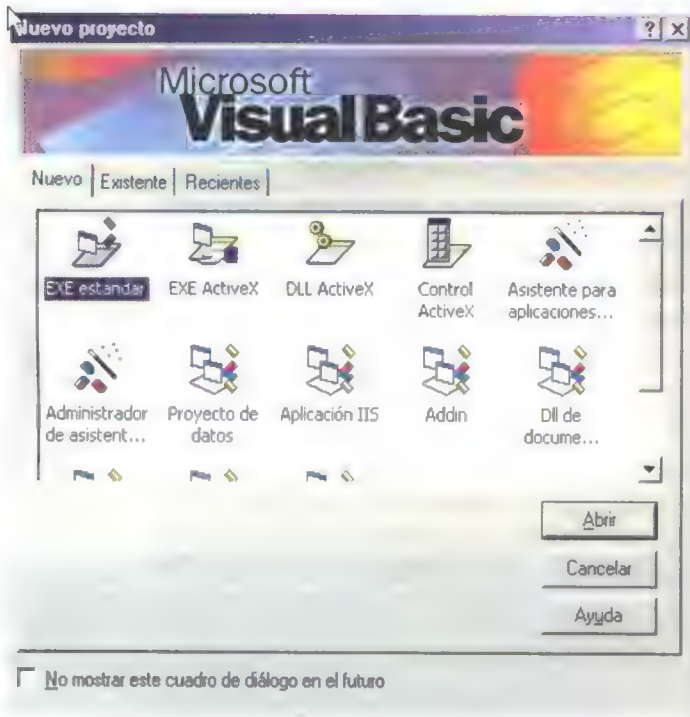 Nuevo proyecto
Microsoft
Visual Basic
Nuevo
Existente
Recientes
EXE estándar
EXE ActiveX
DLL ActiveX
Control
ActiveX
Asistente para
aplicaciones...
Administrador
de asistent...
Proyecto de
datos
Aplicación IIS
Addin
Dll de
docume...
Abrir
Cancelar
Ayuda
No mostrar este cuadro de diálogo en el futuro